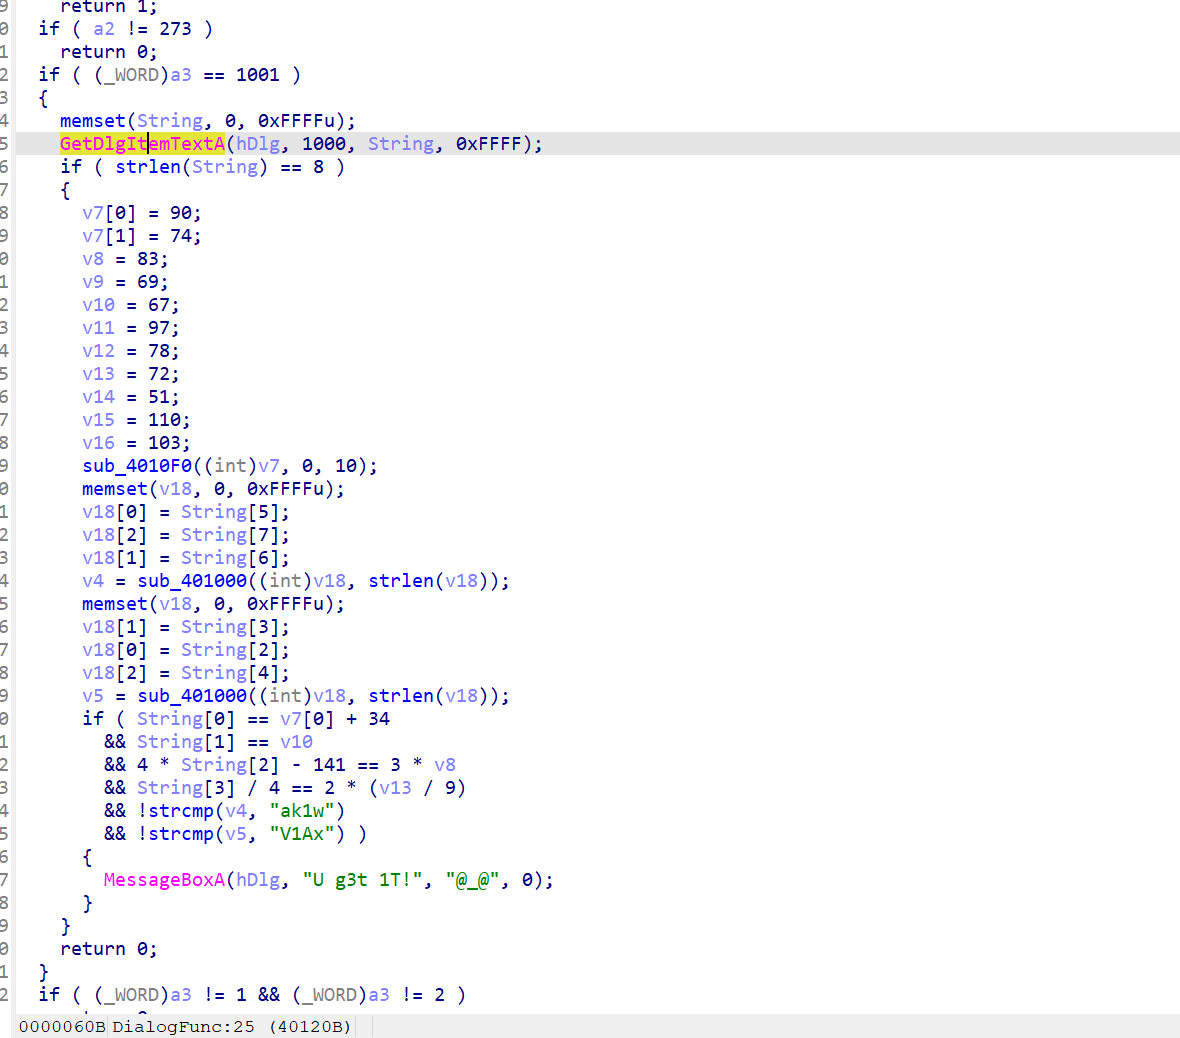 9 return 1;
0 if ( a2 != 273 )
1 return 0;
2 if ( (_WORD)a3 == 1001 )
3 {
4 memset(String, 0, 0xFFFFu);
5 GetDlgItemTextA(hDlg, 1000, String, 0xFFFF);
6 if ( strlen(String) == 8 )
7 {
8 v7[0] = 90;
9 v7[1] = 74;
0 v8 = 83;
1 v9 = 69;
2 v10 = 67;
3 v11 = 97;
4 v12 = 78;
5 v13 = 72;
6 v14 = 51;
7 v15 = 110;
8 v16 = 103;
9 sub_4010F0((int)v7, 0, 10);
0 memset(v18, 0, 0xFFFFu);
1 v18[0] = String[5];
2 v18[2] = String[7];
3 v18[1] = String[6];
4 v4 = sub_401000((int)v18, strlen(v18));
5 memset(v18, 0, 0xFFFFu);
6 v18[1] = String[3];
7 v18[0] = String[2];
8 v18[2] = String[4];
9 v5 = sub_401000((int)v18, strlen(v18));
0 if ( String[0] == v7[0] + 34
1 && String[1] == v10
2 && 4 * String[2] - 141 == 3 * v8
3 && String[3] / 4 == 2 * (v13 / 9)
4 && !strcmp(v4, "ak1w")
5 && !strcmp(v5, "V1Ax") )
6 {
7 MessageBoxA(hDlg, "U g3t 1T!", "@_@", 0);
8 }
9 }
0 return 0;
1 }
2 if ( (_WORD)a3 != 1 && (_WORD)a3 != 2 )
0000060B DialogFunc:25 (40120B)